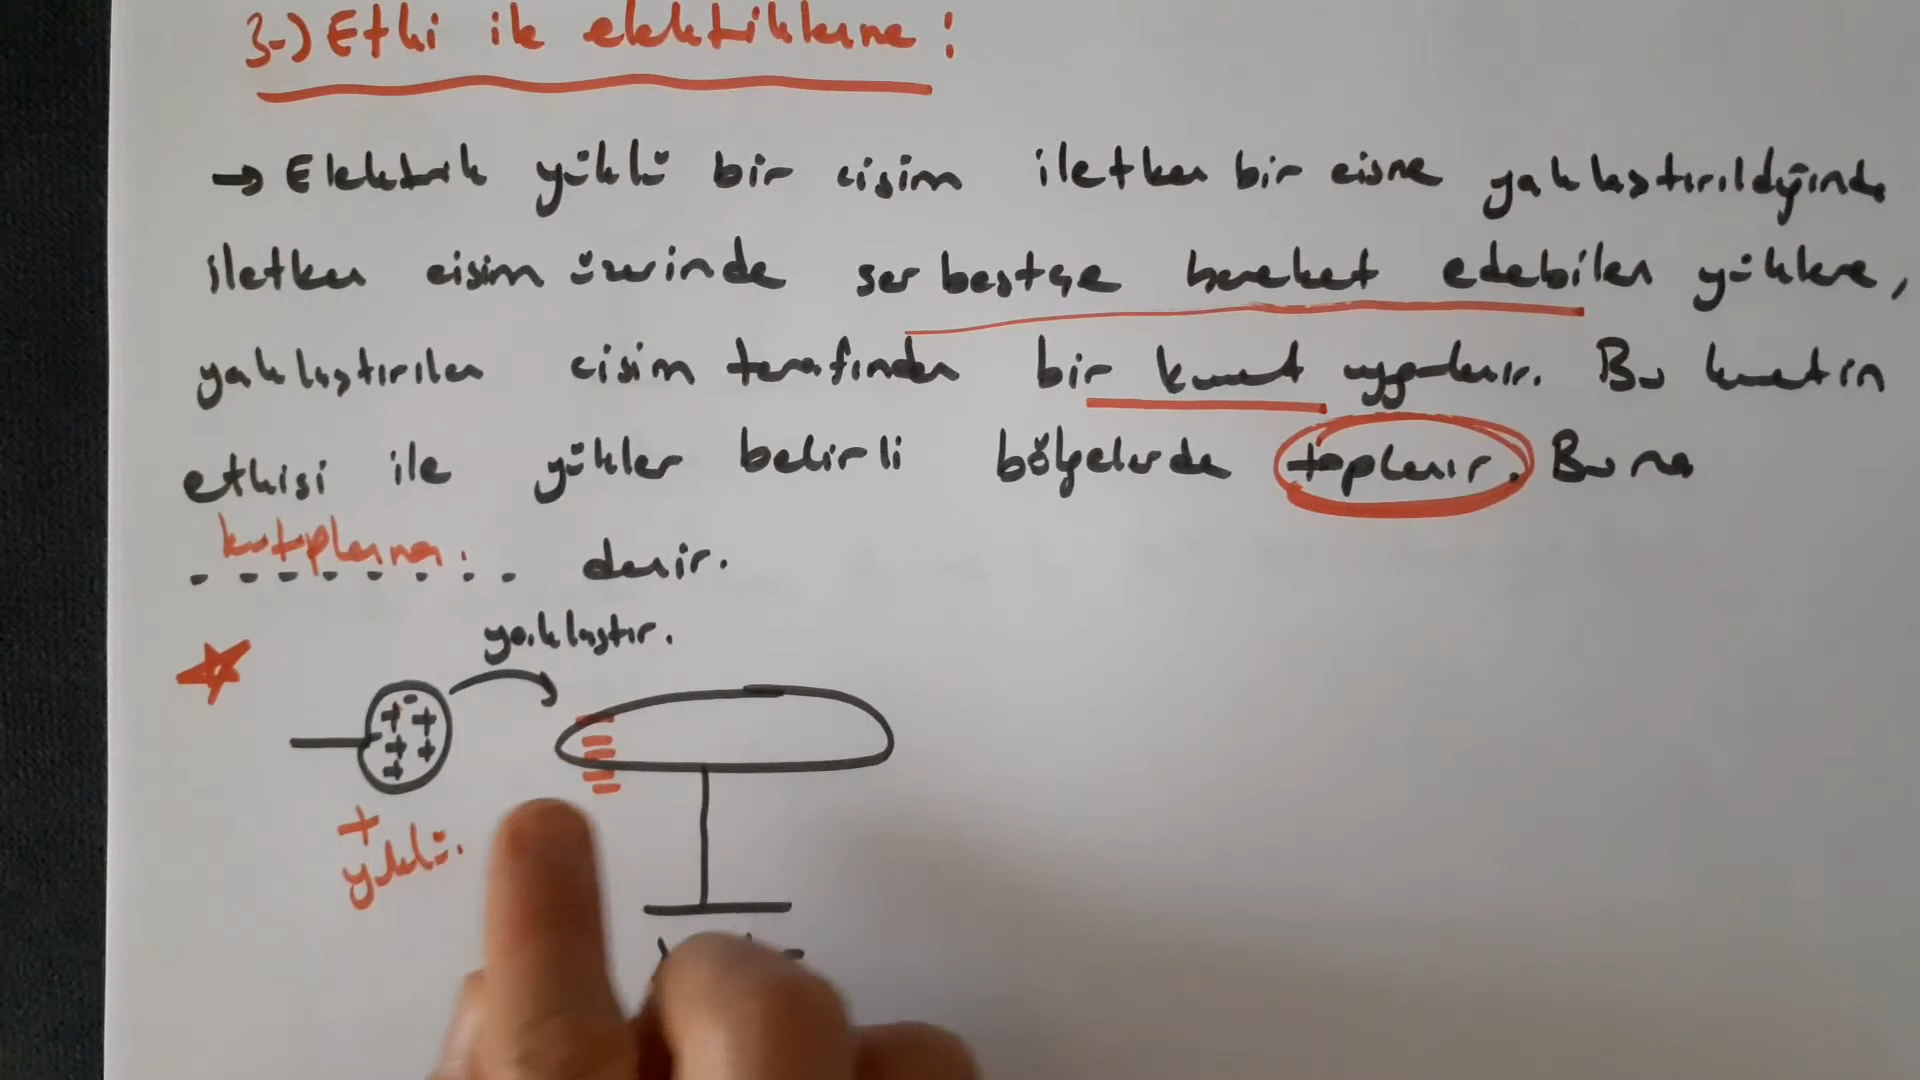 3-) Etki ile elektriklenme :
→ Elektrik yüklü bir cisim iletken bir cisme yaklaştırıldığında
iletken cisim üzerinde serbestçe hareket edebilen yüklere,
yaklaştırılan cisim tarafından bir kuvvet uygulanır. Bu kuvvetin
etkisi ile yükler belirli bölgelerde toplanır. Buna
kutuplanma. denir.
yaklaştır.
+
yüklü.